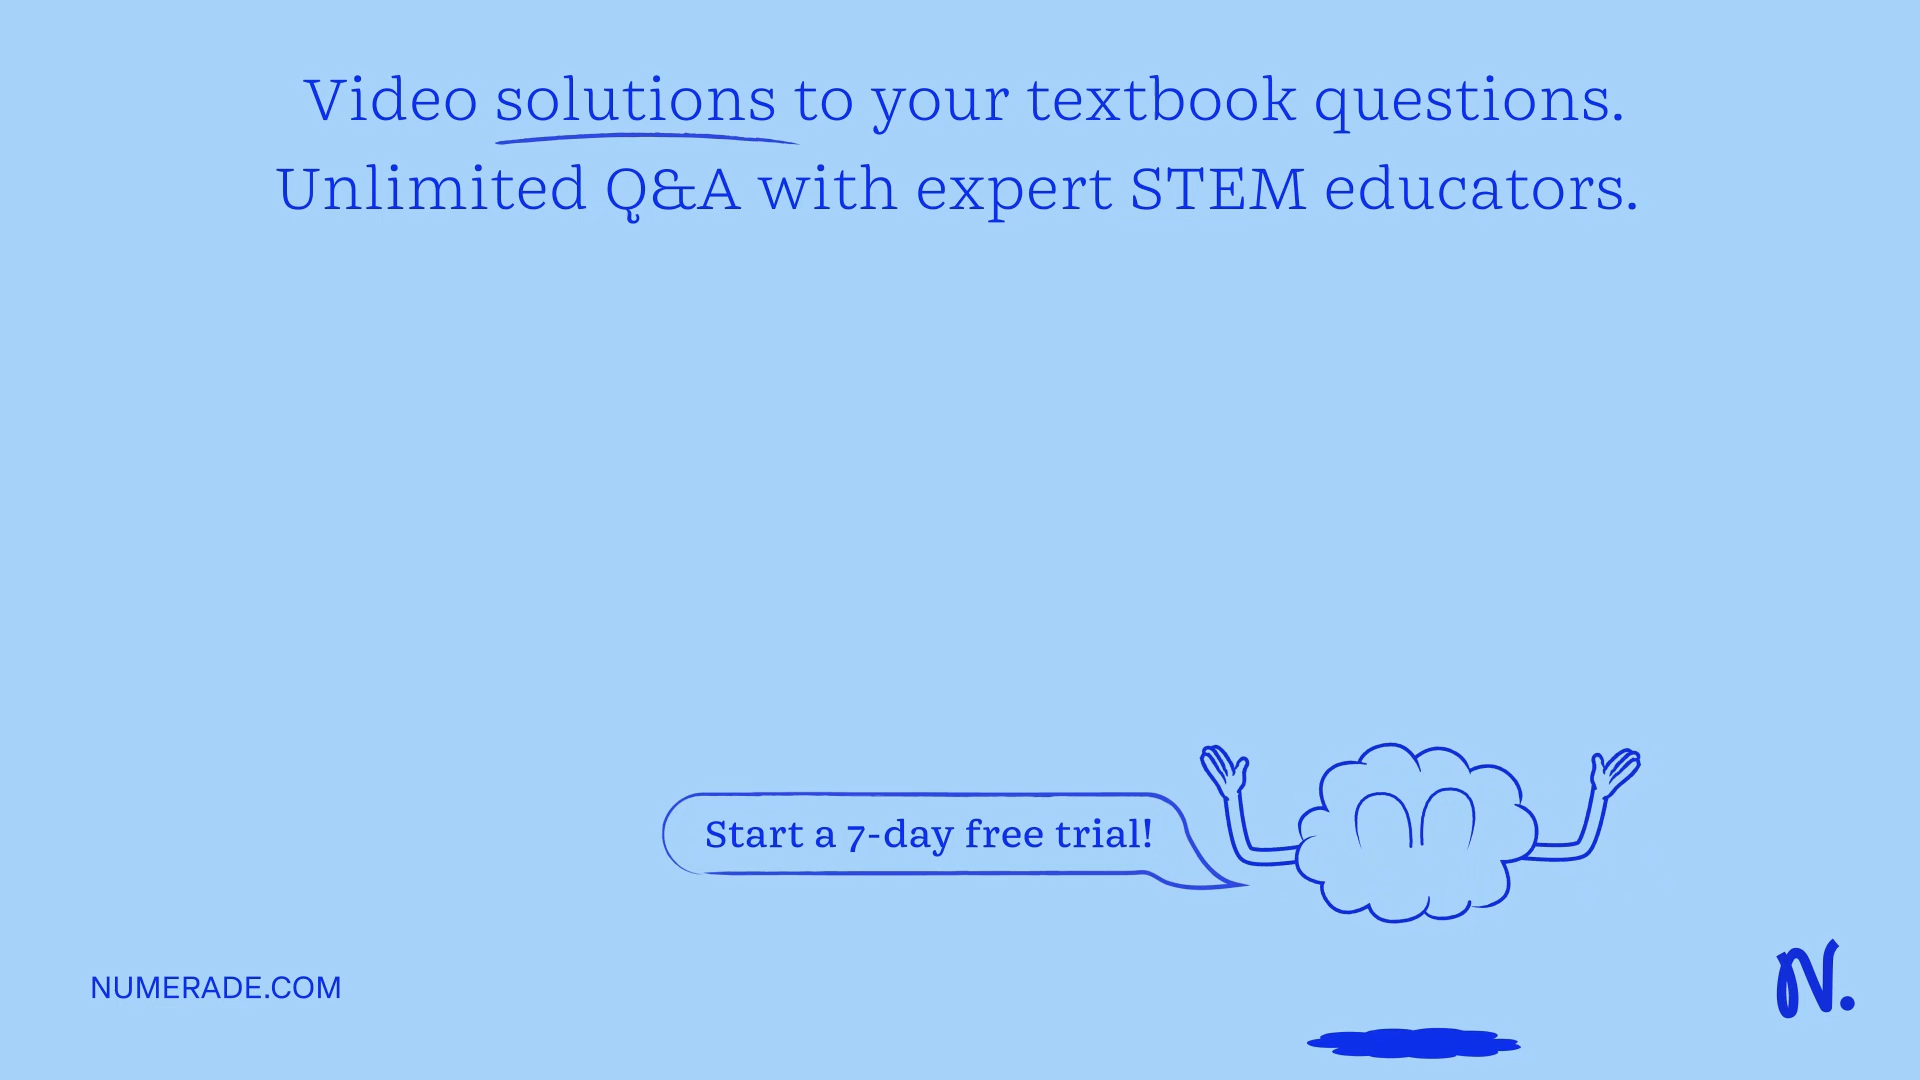 Video solutions to your textbook questions.
Unlimited Q&A with expert STEM educators.
Start a 7-day free trial!
NUMERADE.COM
N.